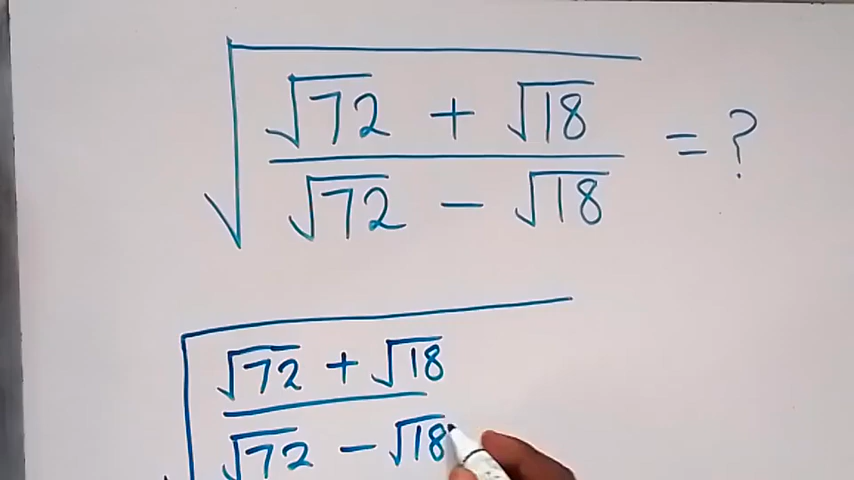 √72 + √18
√72 − √18
= ?
√72 + √18
√72 − √18